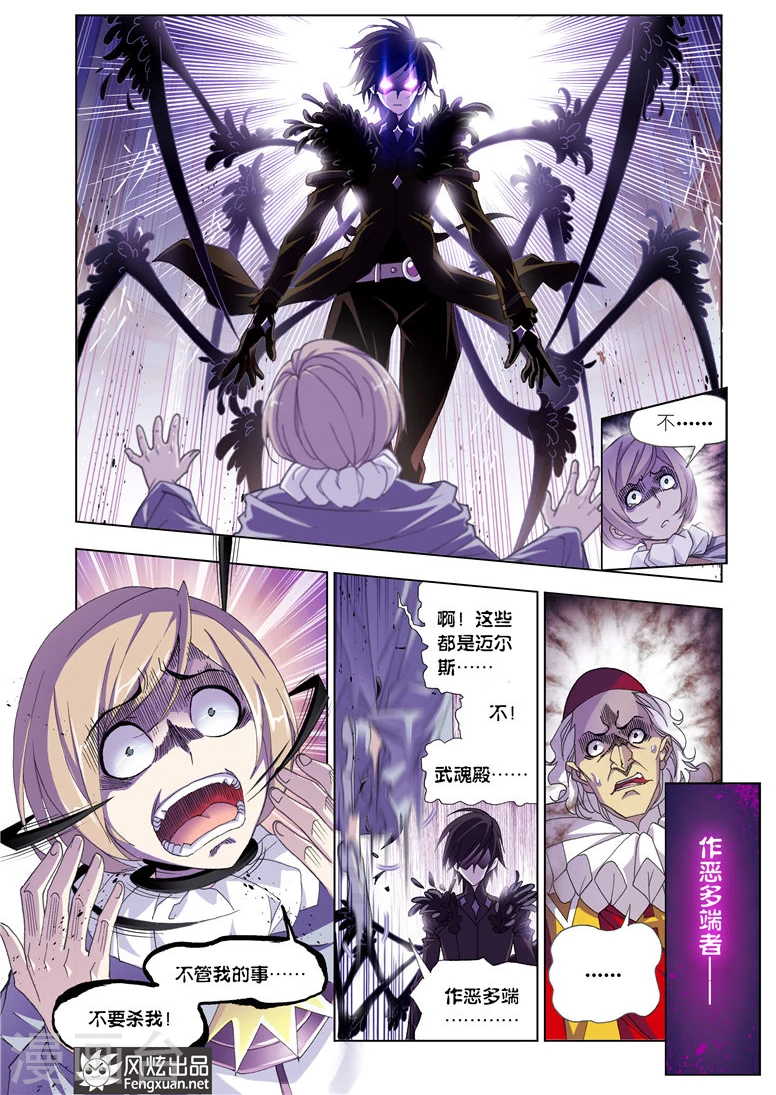 不……
啊！这些
都是迈尔
斯……
不！
武魂殿……
不管我的事……
不要杀我！
作恶多端
…………
……
作恶多端者——
漫画台
风炫出品
Fengxuan.net